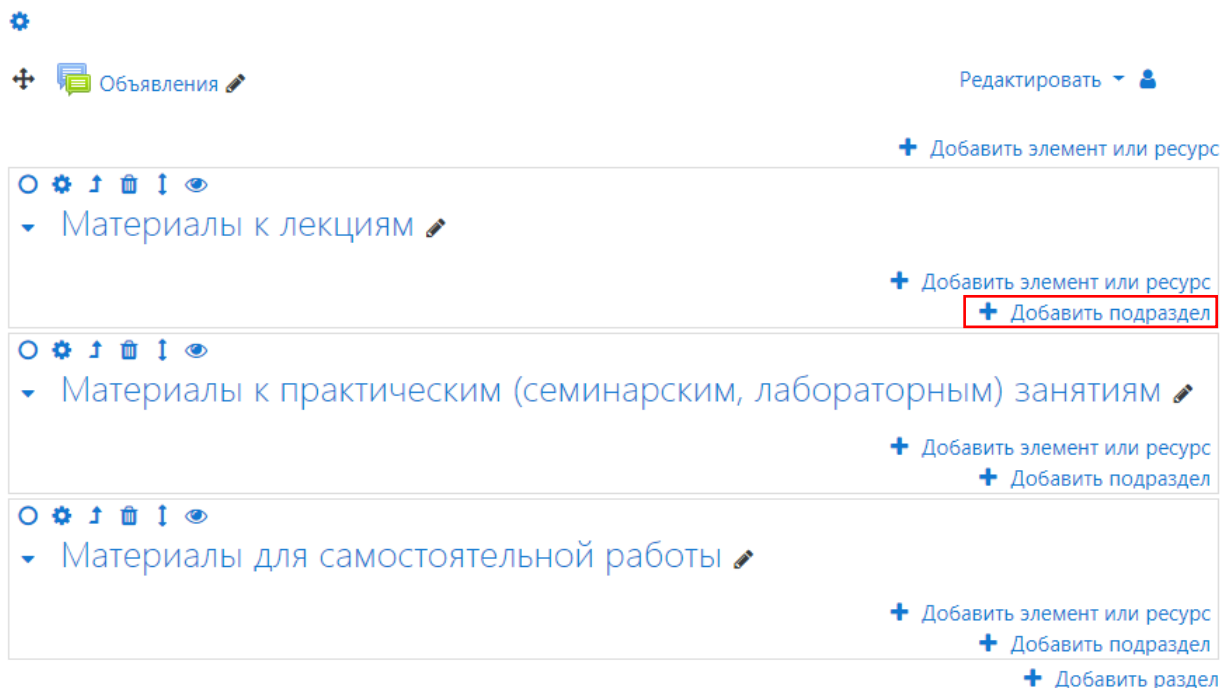 Объявления
Редактировать
Добавить элемент или ресурс
Материалы к лекциям
Добавить элемент или ресурс
Добавить подраздел
Материалы к практическим (семинарским, лабораторным) занятиям
Добавить элемент или ресурс
Добавить подраздел
Материалы для самостоятельной работы
Добавить элемент или ресурс
Добавить подраздел
Добавить раздел